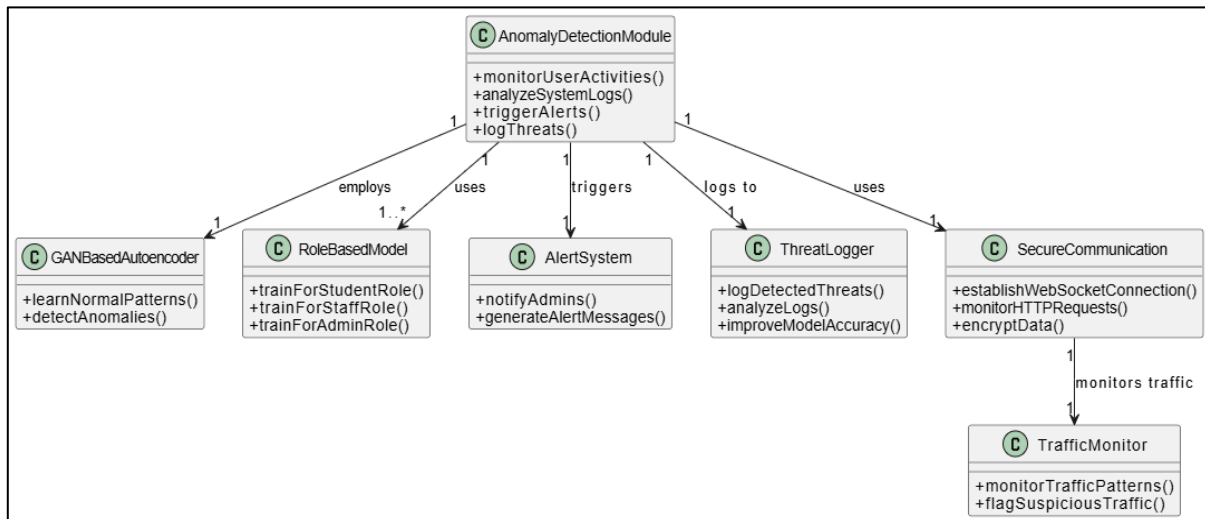 C AnomalyDetectionModule
+monitorUserActivities()
+analyzeSystemLogs()
+triggerAlerts()
+logThreats()
1 1 1 1 1
employs uses triggers logs to uses
1 1..* 1 1 1
C GANBasedAutoencoder
+learnNormalPatterns()
+detectAnomalies()
C RoleBasedModel
+trainForStudentRole()
+trainForStaffRole()
+trainForAdminRole()
C AlertSystem
+notifyAdmins()
+generateAlertMessages()
C ThreatLogger
+logDetectedThreats()
+analyzeLogs()
+improveModelAccuracy()
C SecureCommunication
+establishWebSocketConnection()
+monitorHTTPRequests()
+encryptData()
1
monitors traffic
1
C TrafficMonitor
+monitorTrafficPatterns()
+flagSuspiciousTraffic()